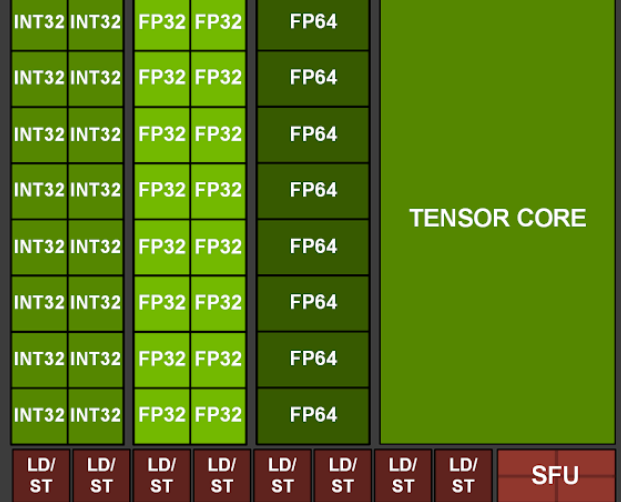 INT32 INT32 FP32 FP32 FP64
INT32 INT32 FP32 FP32 FP64
INT32 INT32 FP32 FP32 FP64
INT32 INT32 FP32 FP32 FP64
TENSOR CORE
INT32 INT32 FP32 FP32 FP64
INT32 INT32 FP32 FP32 FP64
INT32 INT32 FP32 FP32 FP64
INT32 INT32 FP32 FP32 FP64
LD/ LD/ LD/ LD/ LD/ LD/ LD/ LD/
ST ST ST ST ST ST ST ST
SFU